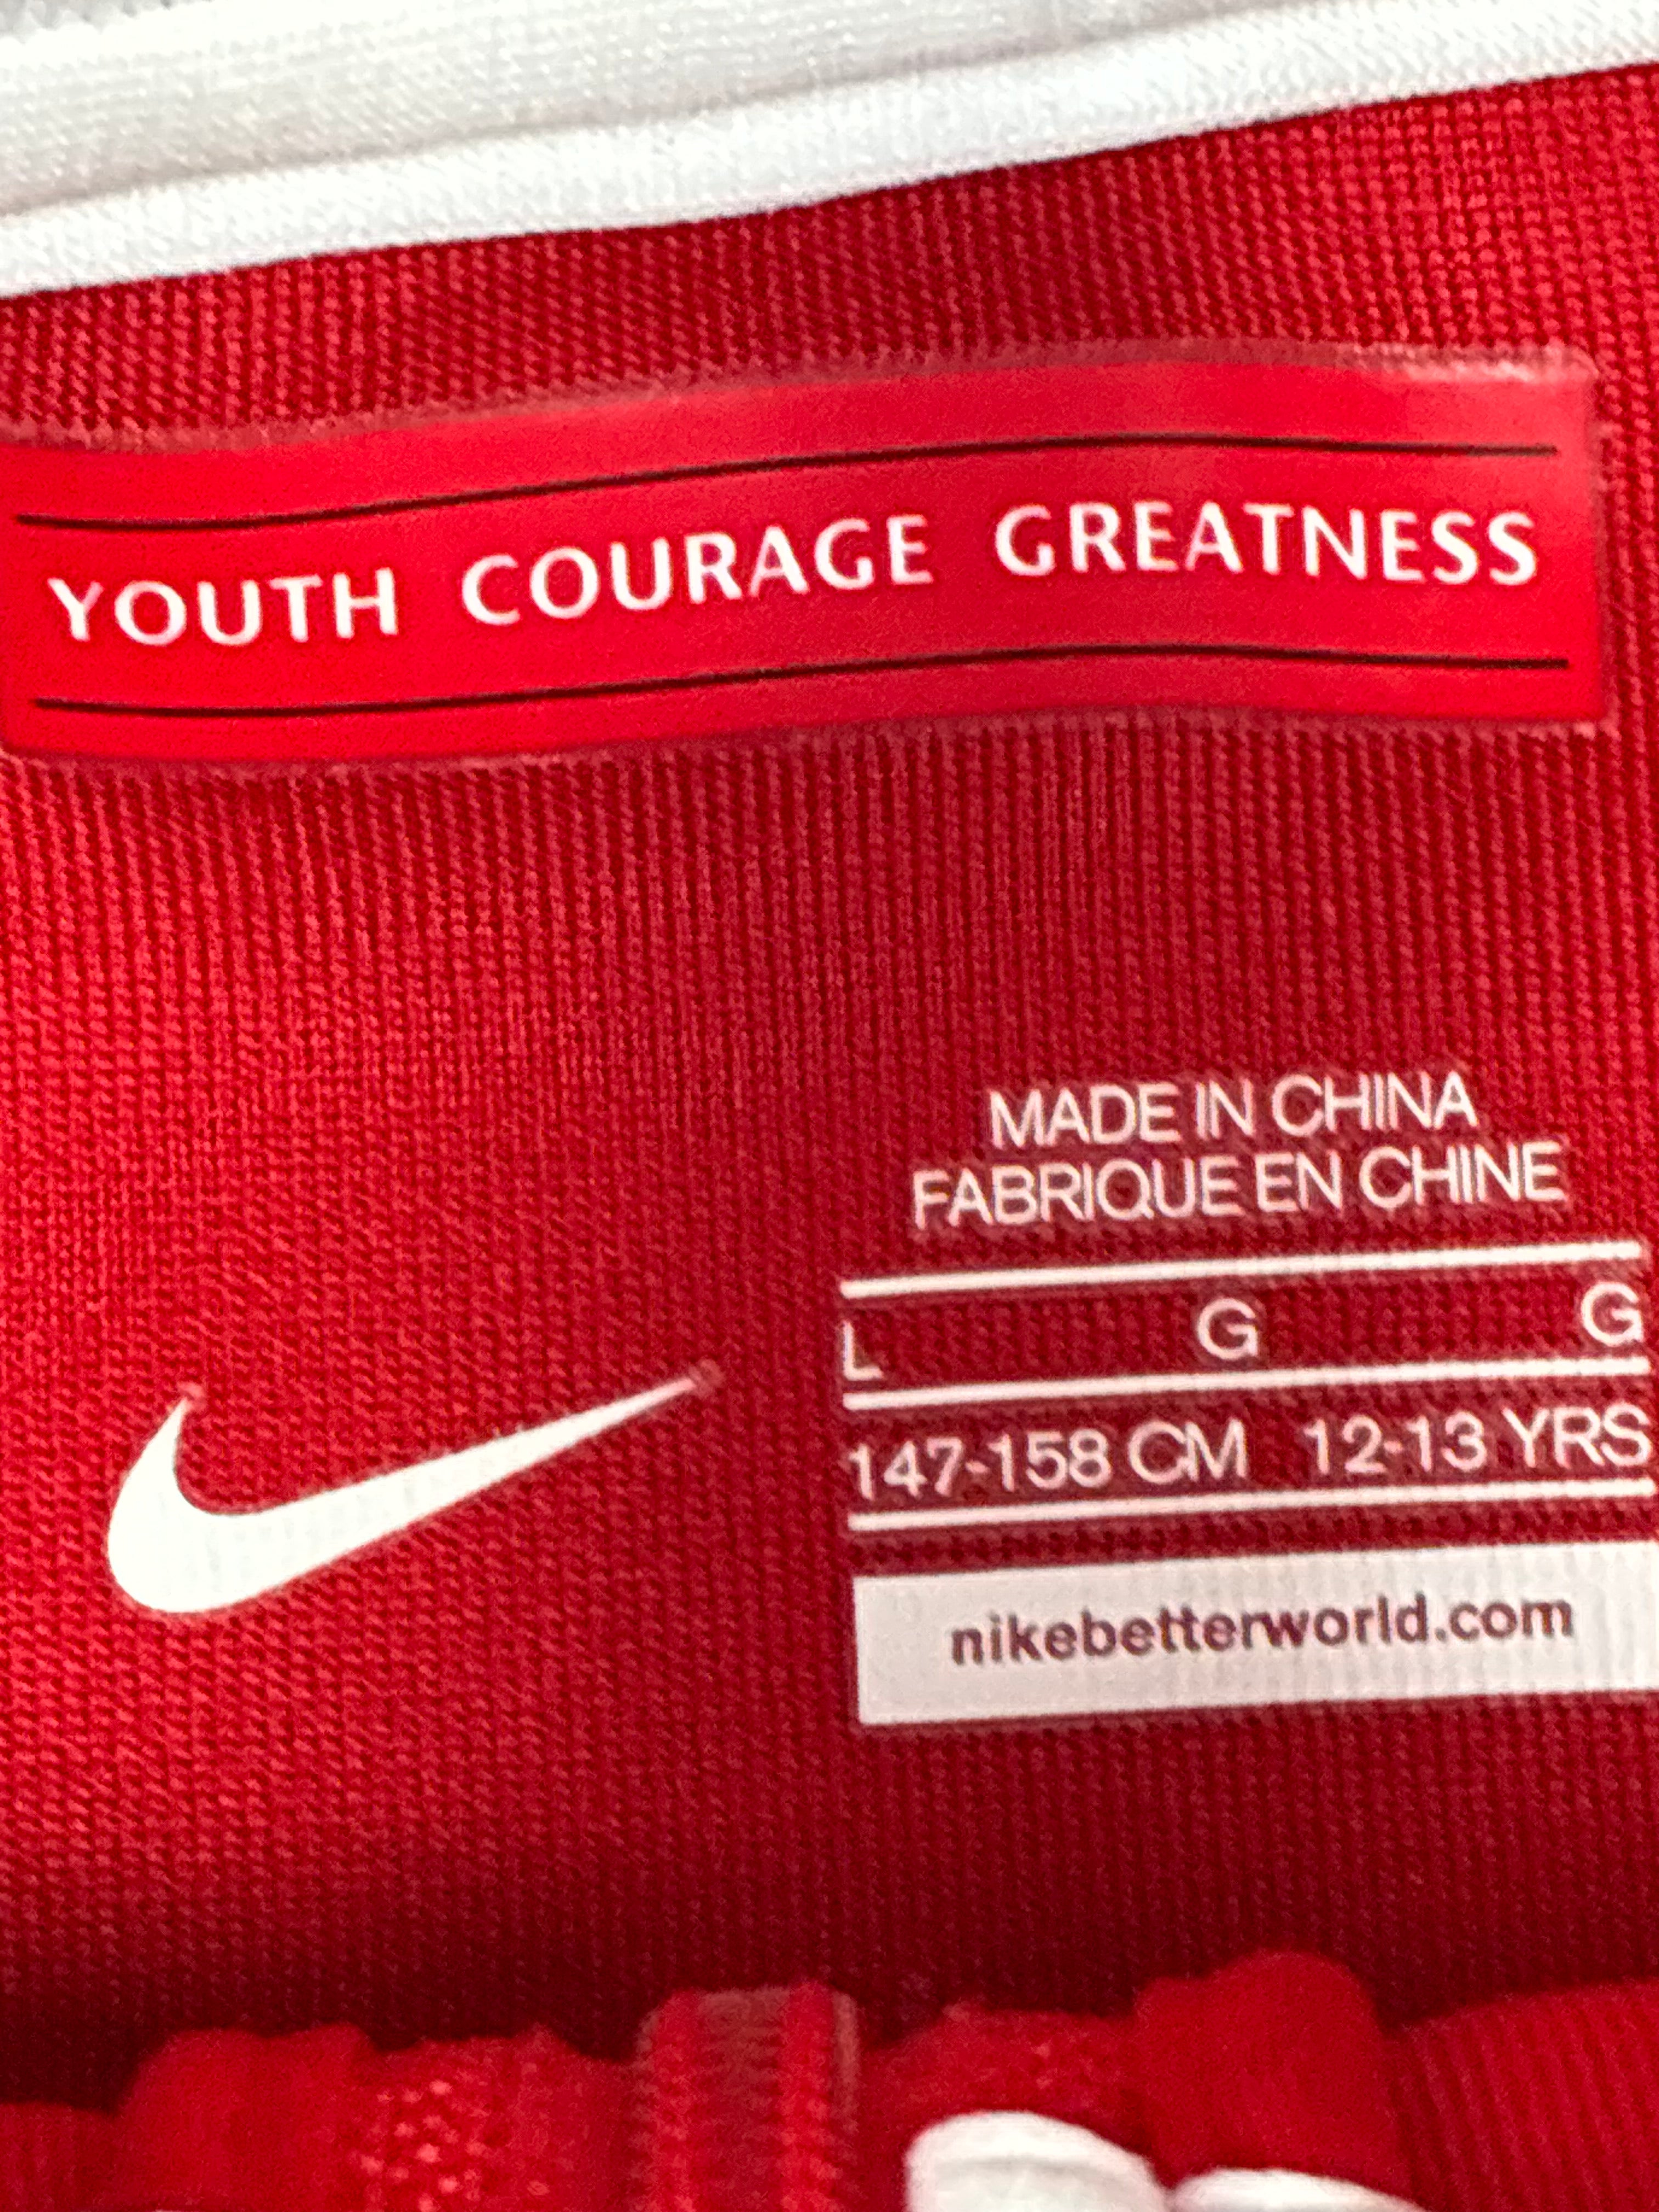 YOUTH COURAGE GREATNESS
MADE IN CHINA
FABRIQUE EN CHINE
L G G
147-158 CM 12-13 YRS
nikebetterworld.com